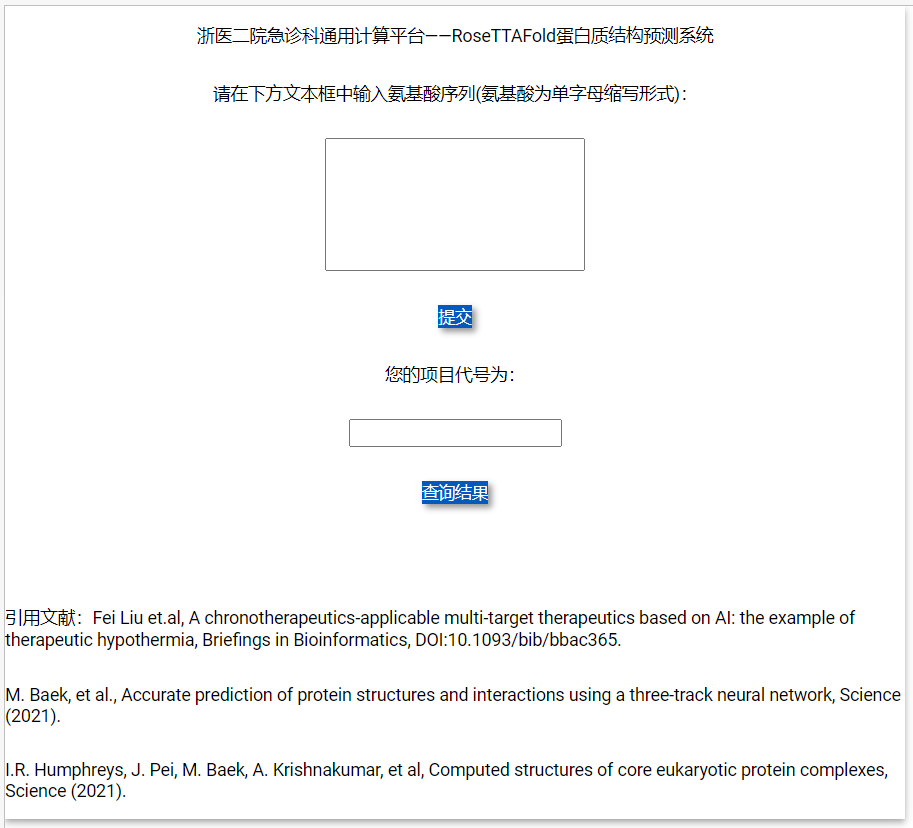 浙医二院急诊科通用计算平台——RoseTTAFold蛋白质结构预测系统
请在下方文本框中输入氨基酸序列(氨基酸为单字母缩写形式)：
提交
您的项目代号为：
查询结果
引用文献：Fei Liu et.al, A chronotherapeutics-applicable multi-target therapeutics based on AI: the example of
therapeutic hypothermia, Briefings in Bioinformatics, DOI:10.1093/bib/bbac365.
M. Baek, et al., Accurate prediction of protein structures and interactions using a three-track neural network, Science
(2021).
I.R. Humphreys, J. Pei, M. Baek, A. Krishnakumar, et al, Computed structures of core eukaryotic protein complexes,
Science (2021).